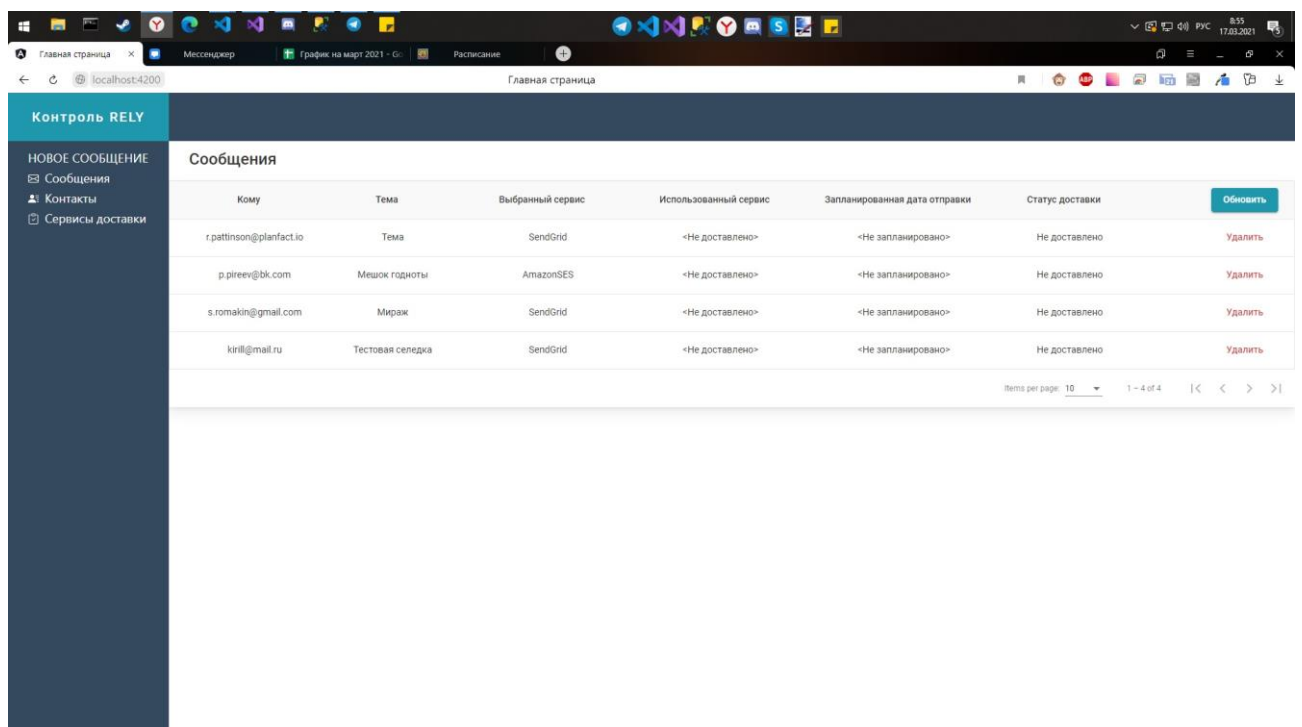 8:55
РУС
17.03.2021
Главная страница
Мессенджер
График на март 2021 - Go
Расписание
localhost:4200
Главная страница
Контроль RELY
НОВОЕ СООБЩЕНИЕ
Сообщения
Контакты
Сервисы доставки
Сообщения
Кому Тема Выбранный сервис Использованный сервис Запланированная дата отправки Статус доставки Обновить
r.pattinson@planfact.io Тема SendGrid <Не доставлено> <Не запланировано> Не доставлено Удалить
p.pireev@bk.com Мешок годноты AmazonSES <Не доставлено> <Не запланировано> Не доставлено Удалить
s.romakin@gmail.com Мираж SendGrid <Не доставлено> <Не запланировано> Не доставлено Удалить
kirill@mail.ru Тестовая селедка SendGrid <Не доставлено> <Не запланировано> Не доставлено Удалить
Items per page: 10 1 – 4 of 4